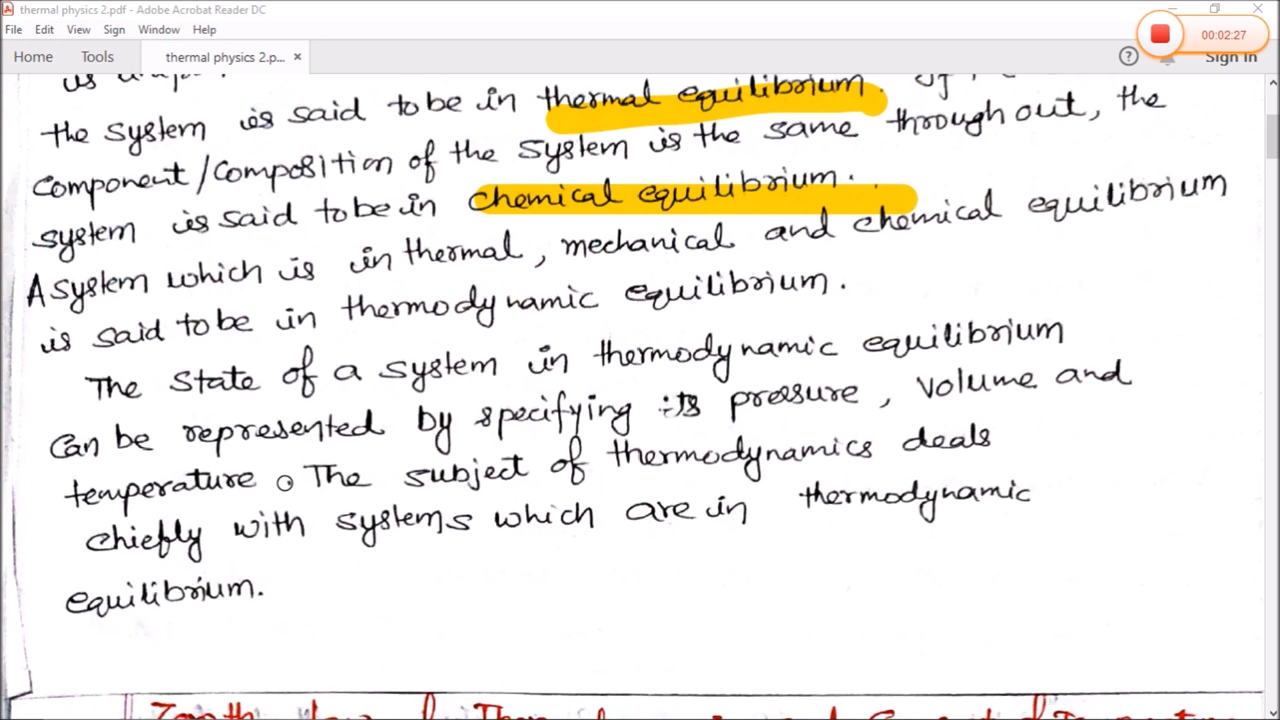 thermal physics 2.pdf - Adobe Acrobat Reader DC
File Edit View Sign Window Help
00:02:27
Home Tools thermal physics 2.p... × Sign In
is
the system is said to be in thermal equilibrium. If
Component/Composition of the system is the same through out, the
system is said to be in chemical equilibrium.
A system which is in thermal, mechanical and chemical equilibrium
is said to be in thermodynamic equilibrium.
The state of a system in thermodynamic equilibrium
Can be represented by specifying its pressure, volume and
temperature. The subject of thermodynamics deals
chiefly with systems which are in thermodynamic
equilibrium.